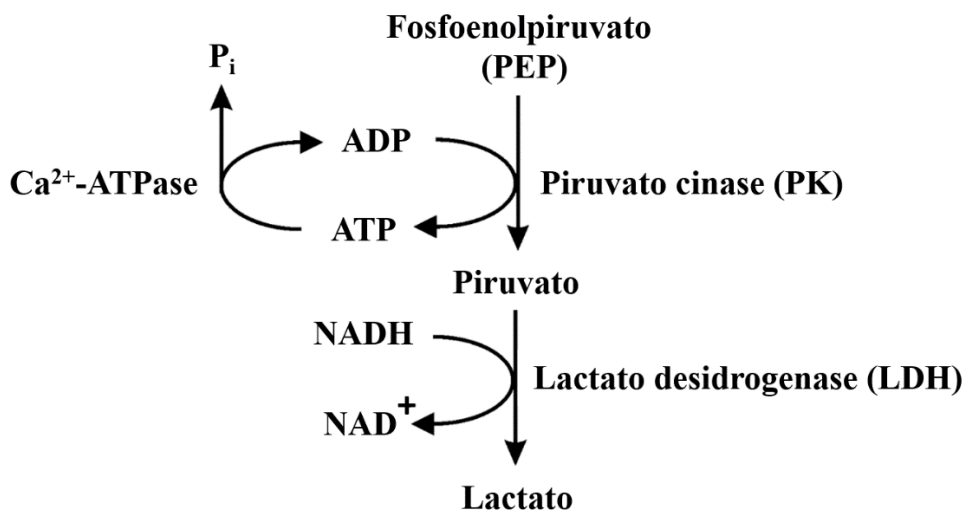 Fosfoenolpiruvato
(PEP)
Pi
ADP
Ca²⁺-ATPase
Piruvato cinase (PK)
ATP
Piruvato
NADH
Lactato desidrogenase (LDH)
NAD⁺
Lactato